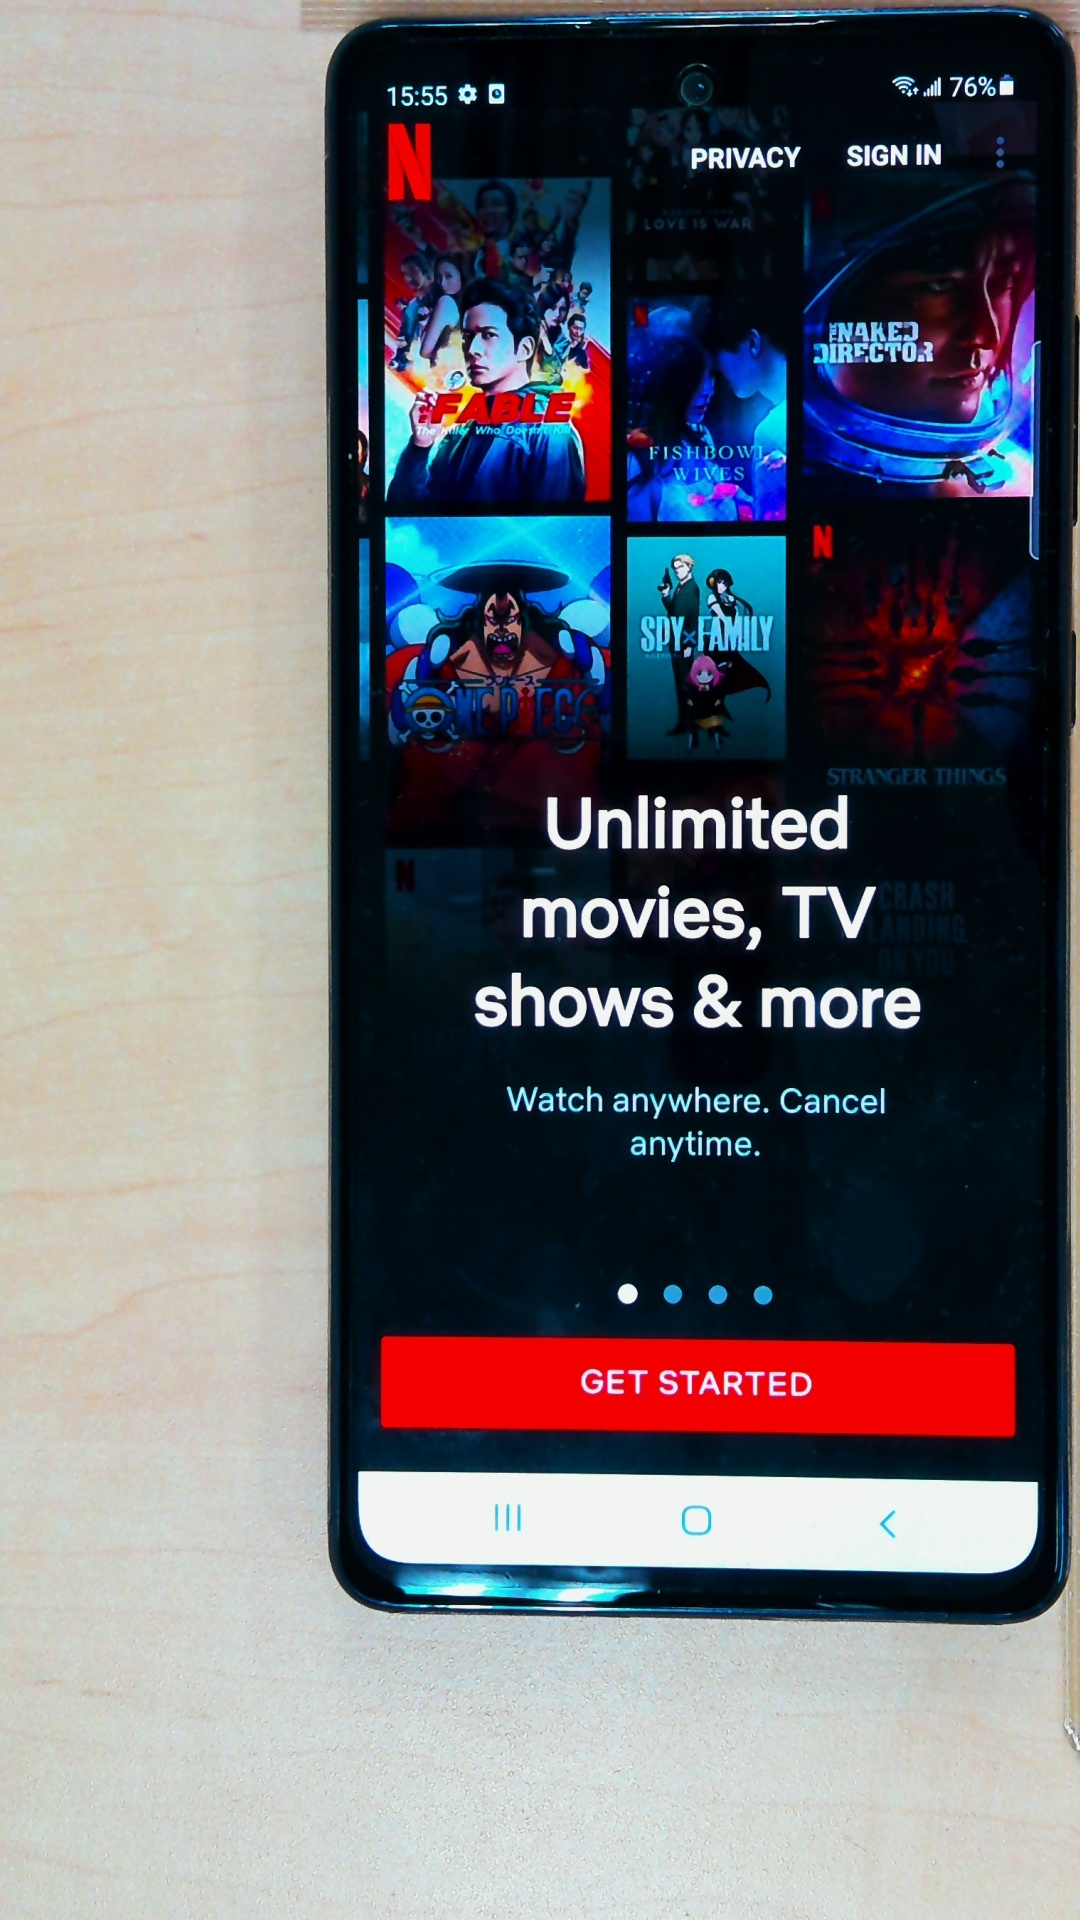 15:55
76%
N
PRIVACY
SIGN IN
LOVE IS WAR
THE
NAKED
DIRECTOR
THE FABLE
The Killer Who Doesn't Kill
FISHBOWL
WIVES
ONE PIECE
SPY×FAMILY
STRANGER THINGS
CRASH
LANDING
ON YOU
Unlimited
movies, TV
shows & more
Watch anywhere. Cancel
anytime.
GET STARTED